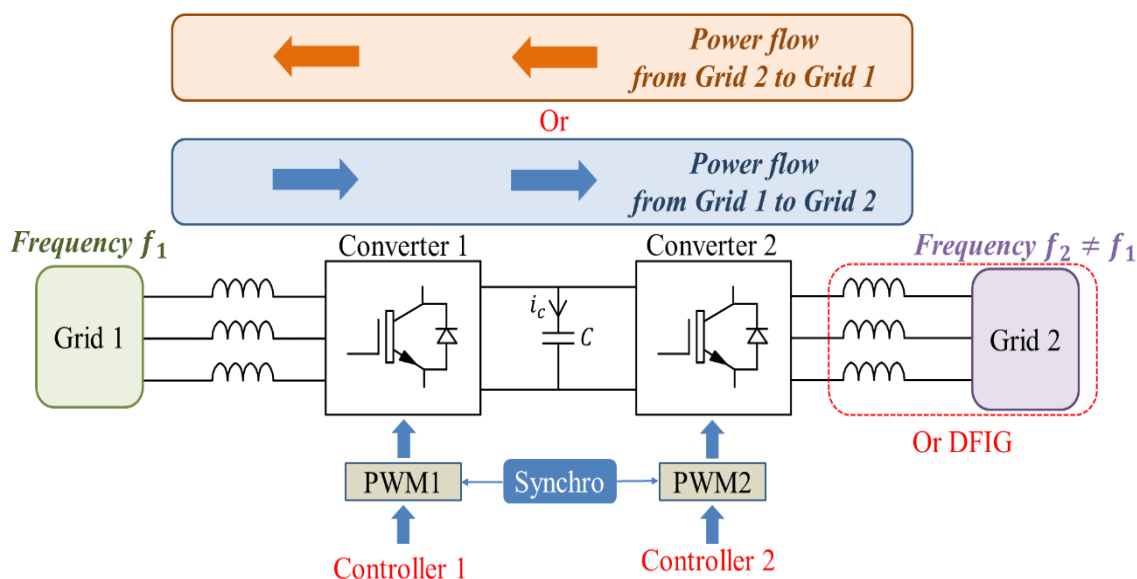 Power flow
from Grid 2 to Grid 1
Or
Power flow
from Grid 1 to Grid 2
Frequency f₁
Converter 1
Converter 2
Frequency f₂ ≠ f₁
Grid 1
i_c
C
Grid 2
Or DFIG
PWM1
Synchro
PWM2
Controller 1
Controller 2